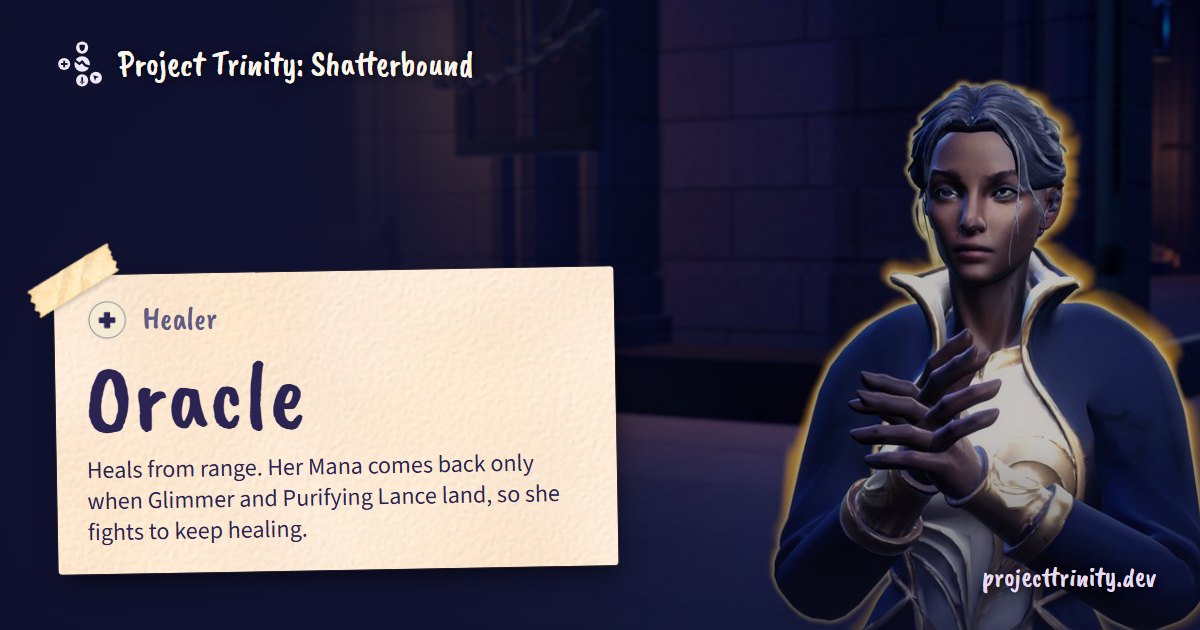 Project Trinity: Shatterbound
Healer
Oracle
Heals from range. Her Mana comes back only
when Glimmer and Purifying Lance land, so she
fights to keep healing.
projecttrinity.dev